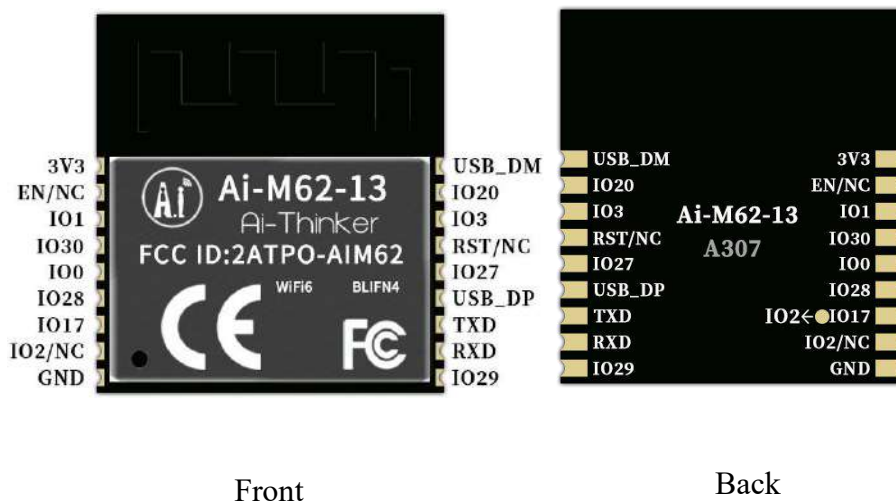 3V3
EN/NC
IO1
IO30
IO0
IO28
IO17
IO2/NC
GND
A.i
Ai-M62-13
Ai-Thinker
FCC ID:2ATPO-AIM62
WiFi6 BLIFN4
CE FC
USB_DM
IO20
IO3
RST/NC
IO27
USB_DP
TXD
RXD
IO29
Front
USB_DM
IO20
IO3
RST/NC
IO27
USB_DP
TXD
RXD
IO29
Ai-M62-13
A307
IO2←
3V3
EN/NC
IO1
IO30
IO0
IO28
IO17
IO2/NC
GND
Back